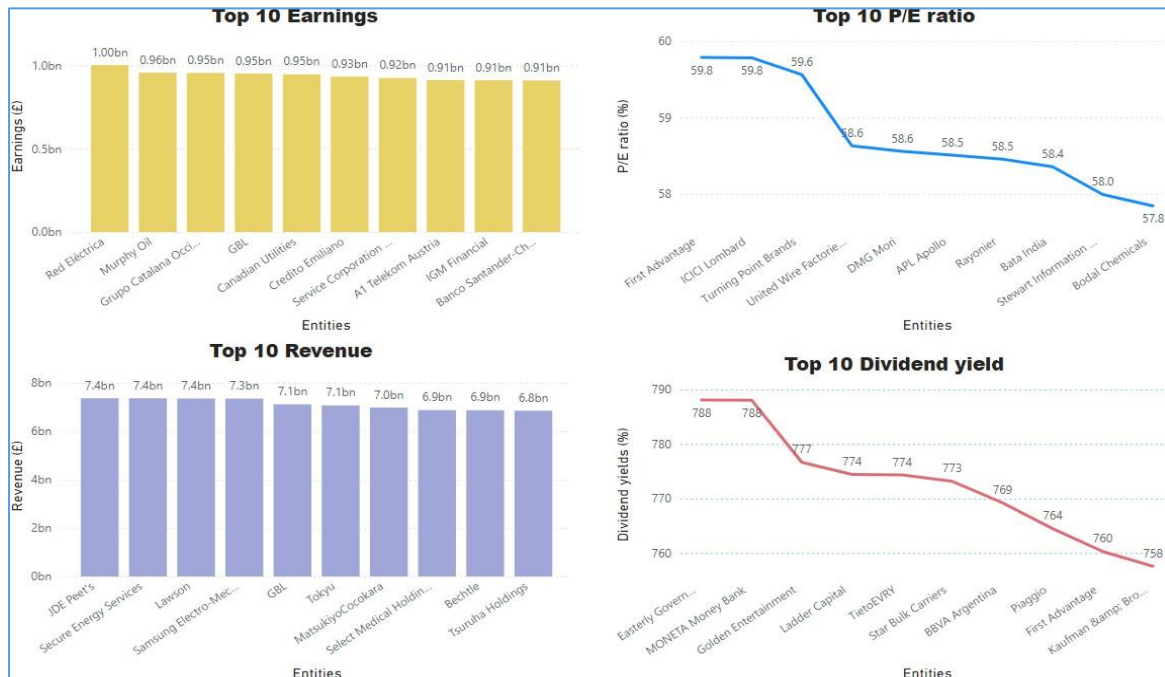 Top 10 Earnings
Earnings (£)
1.0bn
0.5bn
0.0bn
1.00bn
0.96bn
0.95bn
0.95bn
0.95bn
0.93bn
0.92bn
0.91bn
0.91bn
0.91bn
Red Eléctrica
Murphy Oil
Grupo Catalana Occi...
GBL
Canadian Utilities
Credito Emiliano
Service Corporation ...
A1 Telekom Austria
IGM Financial
Banco Santander-Ch...
Entities
Top 10 P/E ratio
P/E ratio (%)
60
59
58
59.8
59.8
59.6
58.6
58.6
58.5
58.5
58.4
58.0
57.8
First Advantage
ICICI Lombard
Turning Point Brands
United Wire Factorie...
DMG Mori
APL Apollo
Rayonier
Bata India
Stewart Information ...
Bodal Chemicals
Entities
Top 10 Revenue
Revenue (£)
8bn
6bn
4bn
2bn
0bn
7.4bn
7.4bn
7.4bn
7.3bn
7.1bn
7.1bn
7.0bn
6.9bn
6.9bn
6.8bn
JDE Peet's
Secure Energy Services
Lawson
Samsung Electro-Mec...
GBL
Tokyu
MatsukiyoCocokara
Select Medical Holdin...
Bechtle
Tsuruha Holdings
Entities
Top 10 Dividend yield
Dividend yields (%)
790
780
770
760
788
788
777
774
774
773
769
764
760
758
Easterly Govern...
MONETA Money Bank
Golden Entertainment
Ladder Capital
TietoEVRY
Star Bulk Carriers
BBVA Argentina
Piaggio
First Advantage
Kaufman &amp; Bro...
Entities